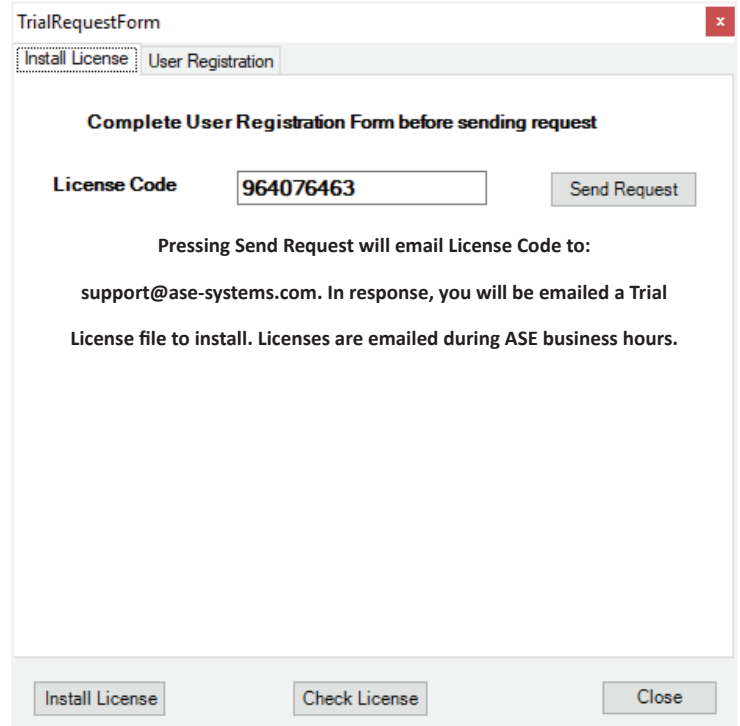 TrialRequestForm
x
Install License User Registration
Complete User Registration Form before sending request
License Code 964076463 Send Request
Pressing Send Request will email License Code to:
support@ase-systems.com. In response, you will be emailed a Trial
License file to install. Licenses are emailed during ASE business hours.
Install License Check License Close